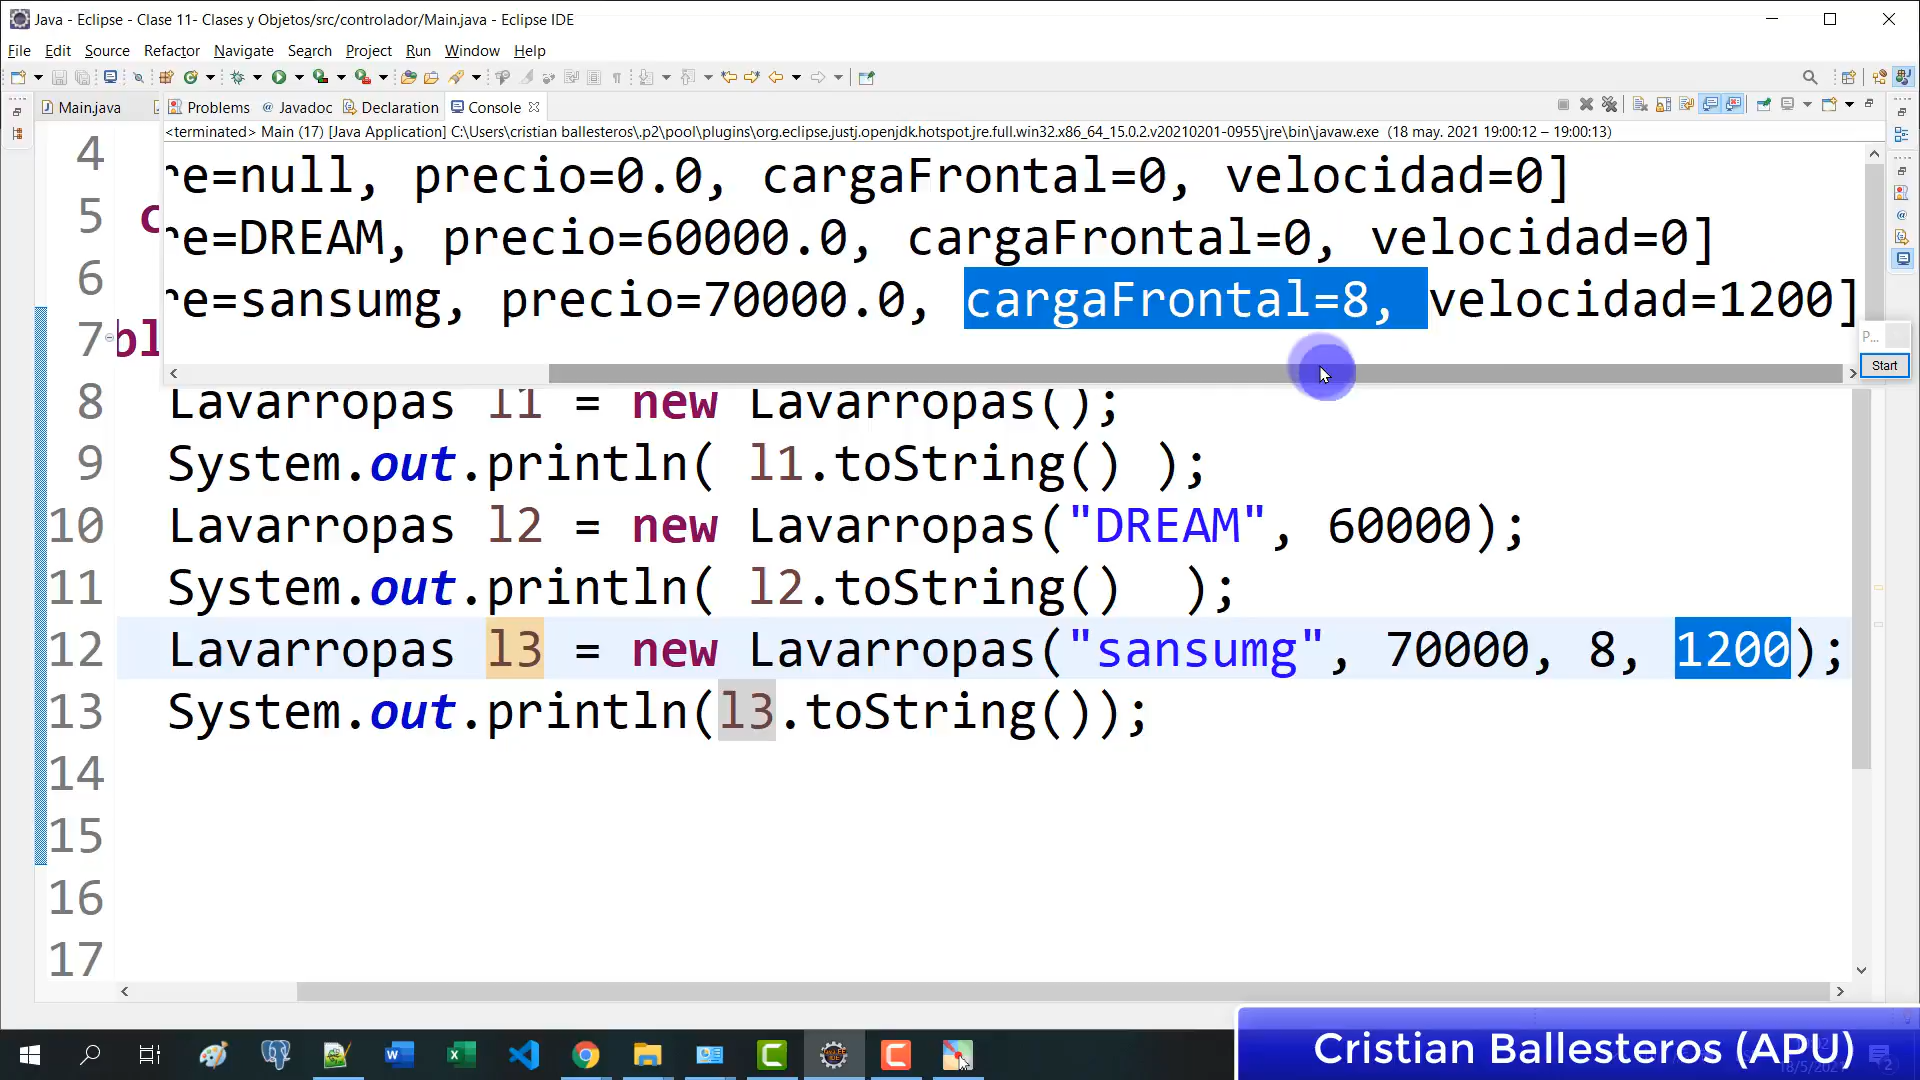 Java - Eclipse - Clase 11- Clases y Objetos/src/controlador/Main.java - Eclipse IDE
File Edit Source Refactor Navigate Search Project Run Window Help
Main.java Problems @ Javadoc Declaration Console
<terminated> Main (17) [Java Application] C:\Users\cristian ballesteros\.p2\pool\plugins\org.eclipse.justj.openjdk.hotspot.jre.full.win32.x86_64_15.0.2.v20210201-0955\jre\bin\javaw.exe (18 may. 2021 19:00:12 – 19:00:13)
4
re=null, precio=0.0, cargaFrontal=0, velocidad=0]
5 c
re=DREAM, precio=60000.0, cargaFrontal=0, velocidad=0]
6
re=sansumg, precio=70000.0, cargaFrontal=8, velocidad=1200]
7 bl
P...
Start
8 Lavarropas l1 = new Lavarropas();
9 System.out.println( l1.toString() );
10 Lavarropas l2 = new Lavarropas("DREAM", 60000);
11 System.out.println( l2.toString()  );
12 Lavarropas l3 = new Lavarropas("sansumg", 70000, 8, 1200);
13 System.out.println(l3.toString());
14
15
16
17
Cristian Ballesteros (APU)